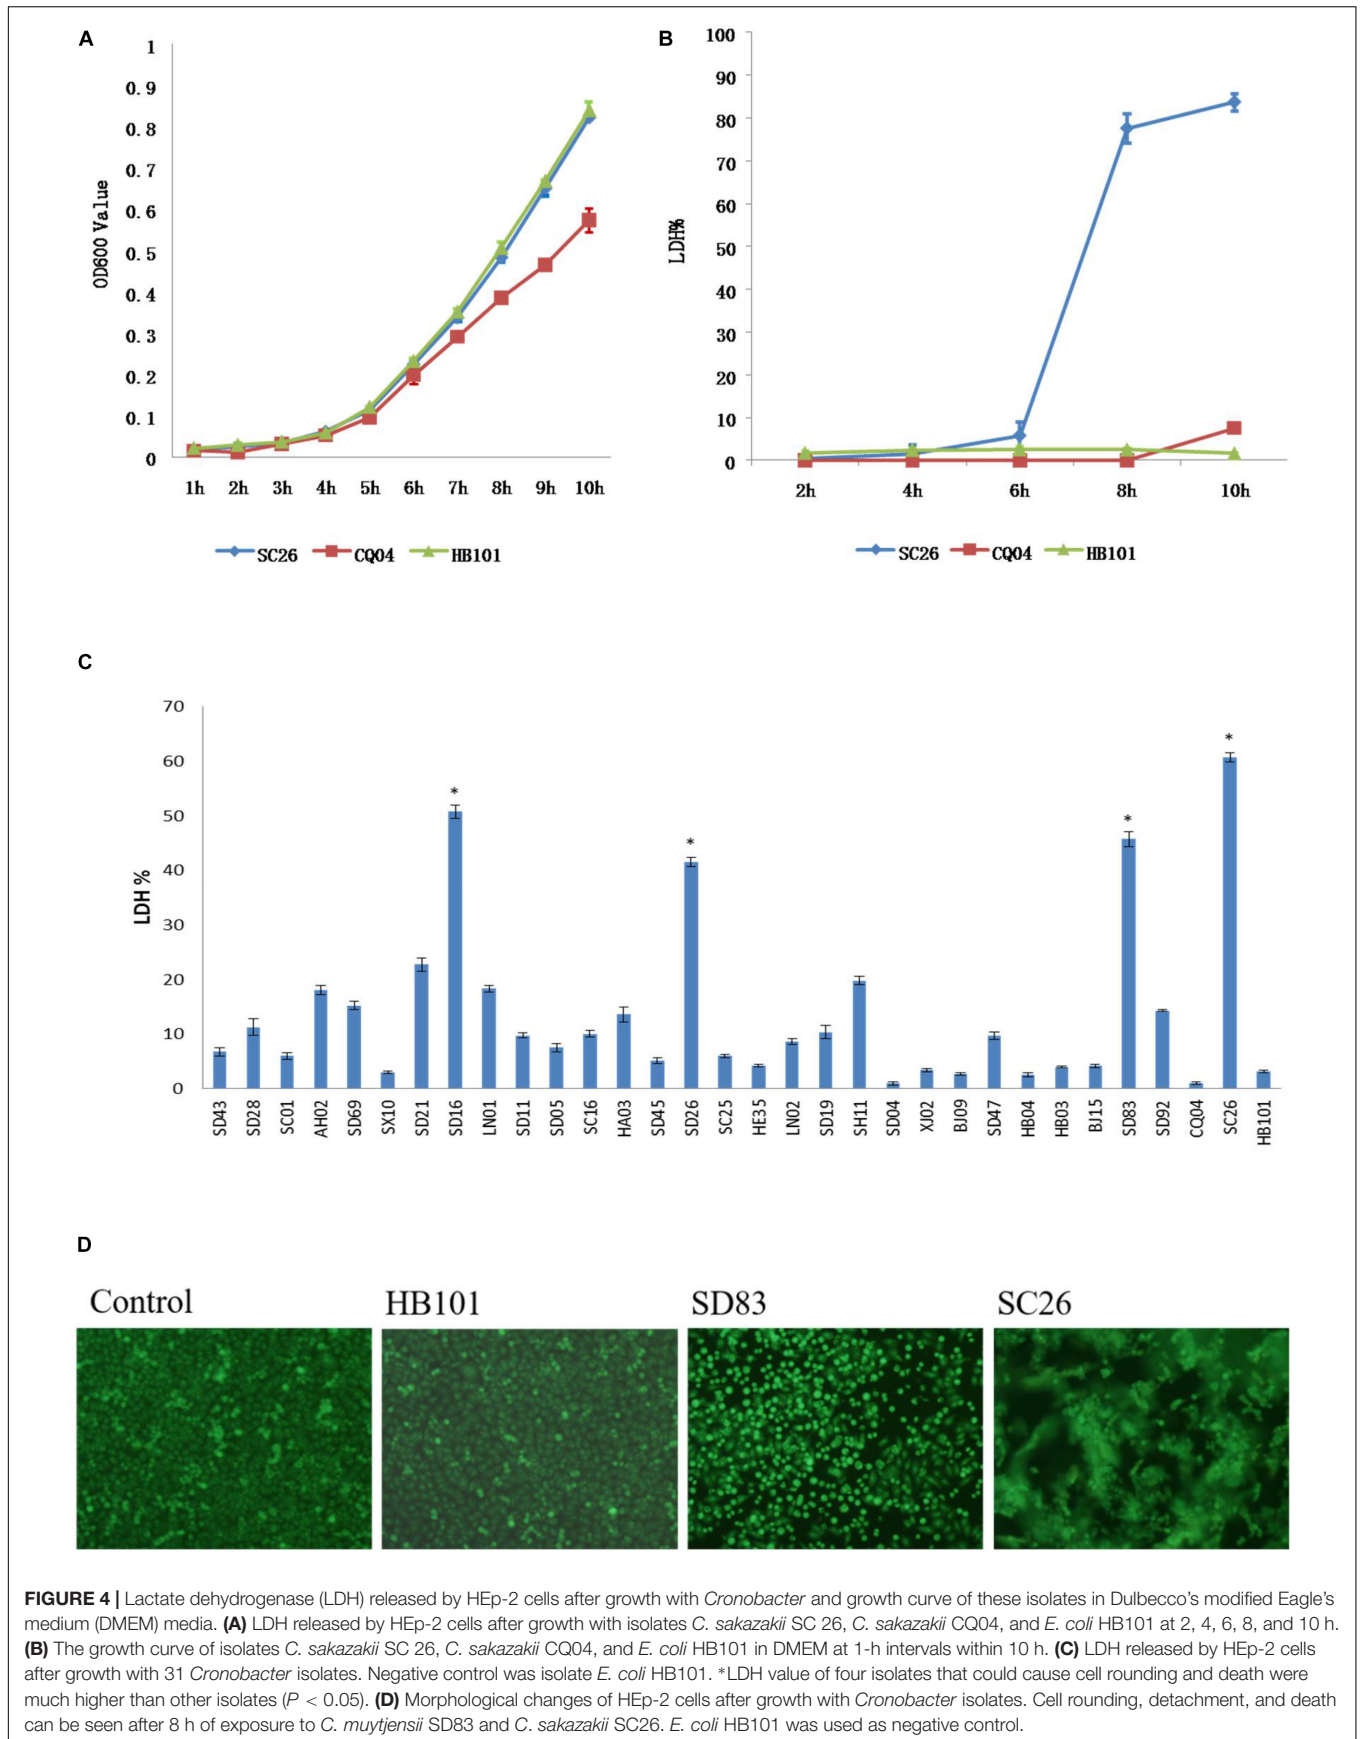 A
1
0. 9
0. 8
0. 7
0. 6
0. 5
0. 4
0. 3
0. 2
0. 1
0
OD600 Value
1h 2h 3h 4h 5h 6h 7h 8h 9h 10h
SC26 CQ04 HB101
B
100
90
80
70
60
50
40
30
20
10
0
LDH%
2h 4h 6h 8h 10h
SC26 CQ04 HB101
C
70
60
50
40
30
20
10
0
LDH %
* * * *
SD43 SD28 SC01 AH02 SD69 SX10 SD21 SD16 LN01 SD11 SD05 SC16 HA03 SD45 SD26 SC25 HE35 LN02 SD19 SH11 SD04 XJ02 BJ09 SD47 HB04 HB03 BJ15 SD83 SD92 CQ04 SC26 HB101
D
Control HB101 SD83 SC26
FIGURE 4 | Lactate dehydrogenase (LDH) released by HEp-2 cells after growth with Cronobacter and growth curve of these isolates in Dulbecco's modified Eagle's
medium (DMEM) media. (A) LDH released by HEp-2 cells after growth with isolates C. sakazakii SC 26, C. sakazakii CQ04, and E. coli HB101 at 2, 4, 6, 8, and 10 h.
(B) The growth curve of isolates C. sakazakii SC 26, C. sakazakii CQ04, and E. coli HB101 in DMEM at 1-h intervals within 10 h. (C) LDH released by HEp-2 cells
after growth with 31 Cronobacter isolates. Negative control was isolate E. coli HB101. *LDH value of four isolates that could cause cell rounding and death were
much higher than other isolates (P < 0.05). (D) Morphological changes of HEp-2 cells after growth with Cronobacter isolates. Cell rounding, detachment, and death
can be seen after 8 h of exposure to C. muytjensii SD83 and C. sakazakii SC26. E. coli HB101 was used as negative control.